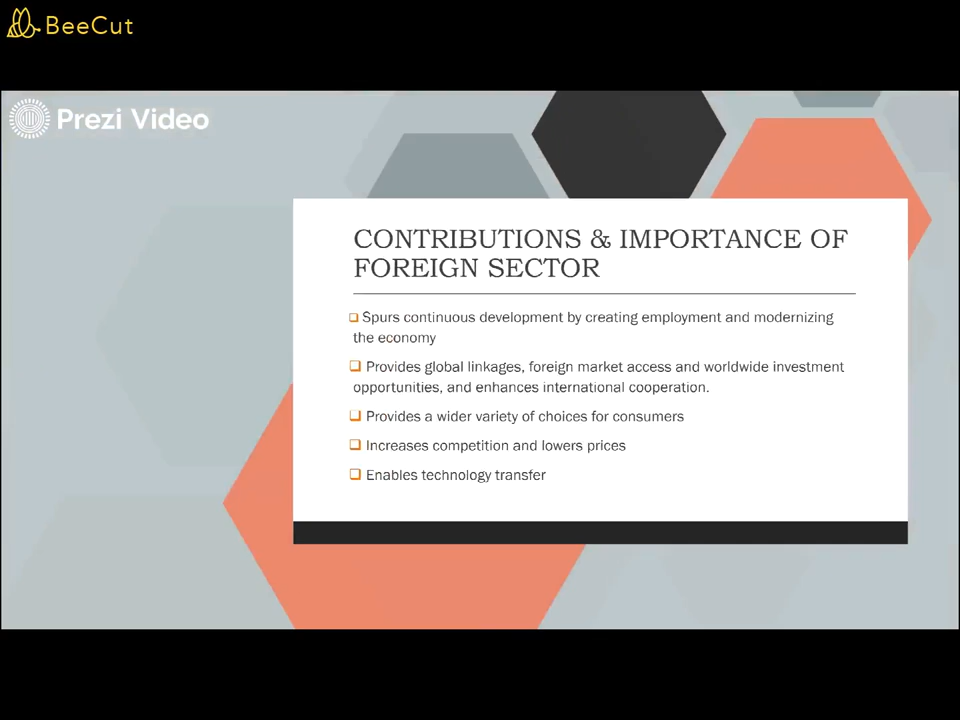 BeeCut
Prezi Video
CONTRIBUTIONS & IMPORTANCE OF
FOREIGN SECTOR
Spurs continuous development by creating employment and modernizing
the economy
Provides global linkages, foreign market access and worldwide investment
opportunities, and enhances international cooperation.
Provides a wider variety of choices for consumers
Increases competition and lowers prices
Enables technology transfer